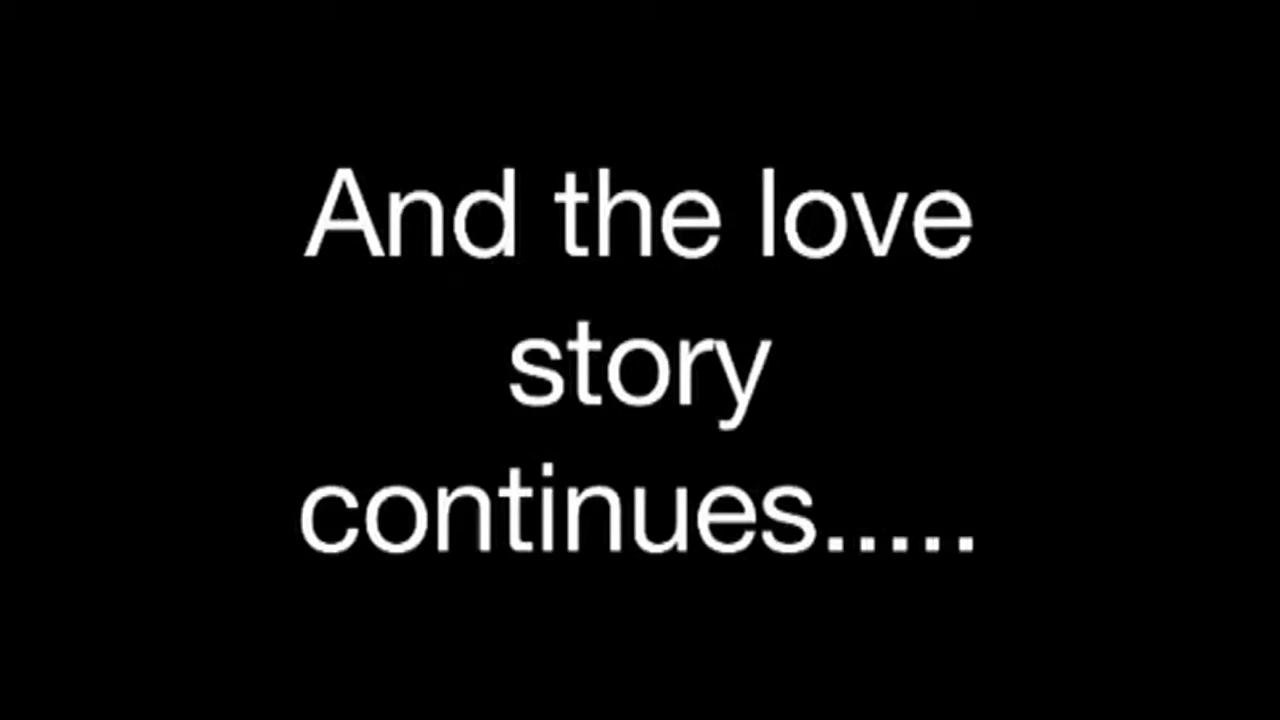 And the love
story
continues.....